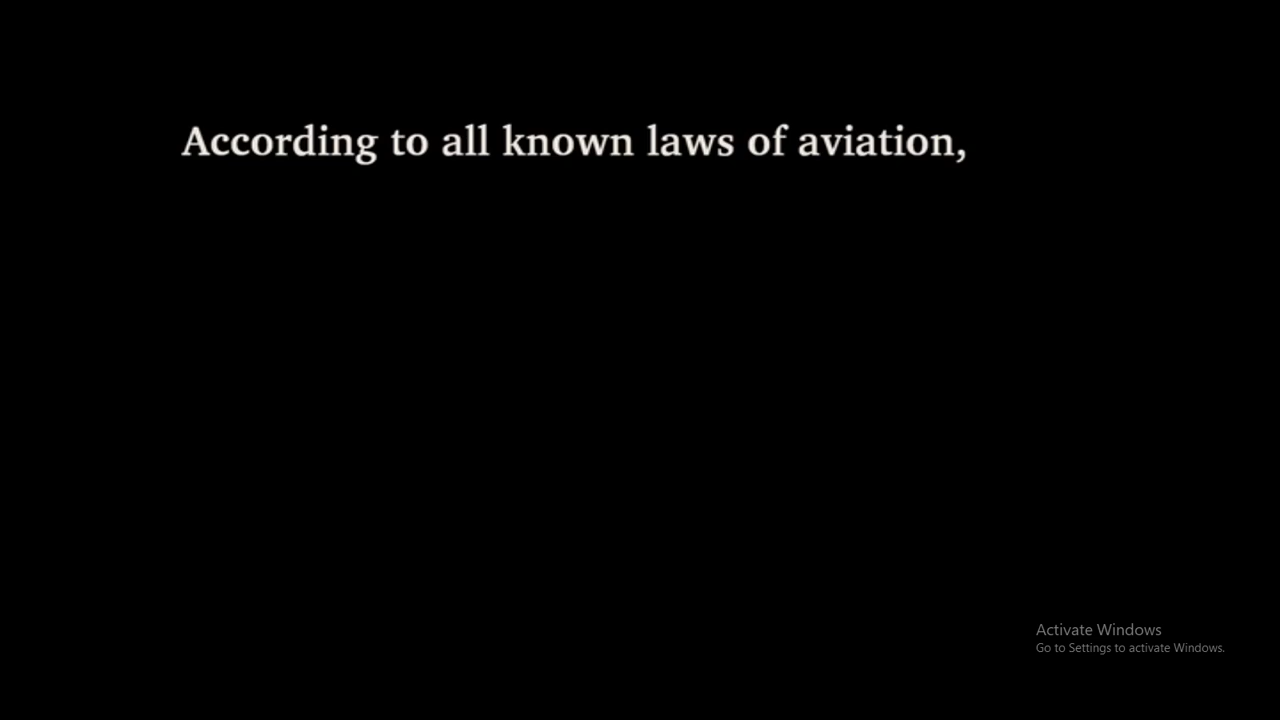 According to all known laws of aviation,
Activate Windows
Go to Settings to activate Windows.